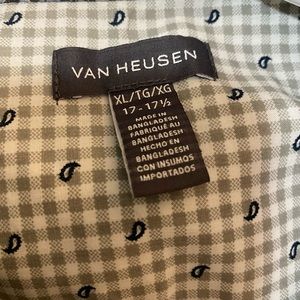 VAN HEUSEN
XL/TG/XG
17 - 17½
MADE IN
BANGLADESH
FABRIQUÉ AU
BANGLADESH
HECHO EN
BANGLADESH
CON INSUMOS
IMPORTADOS